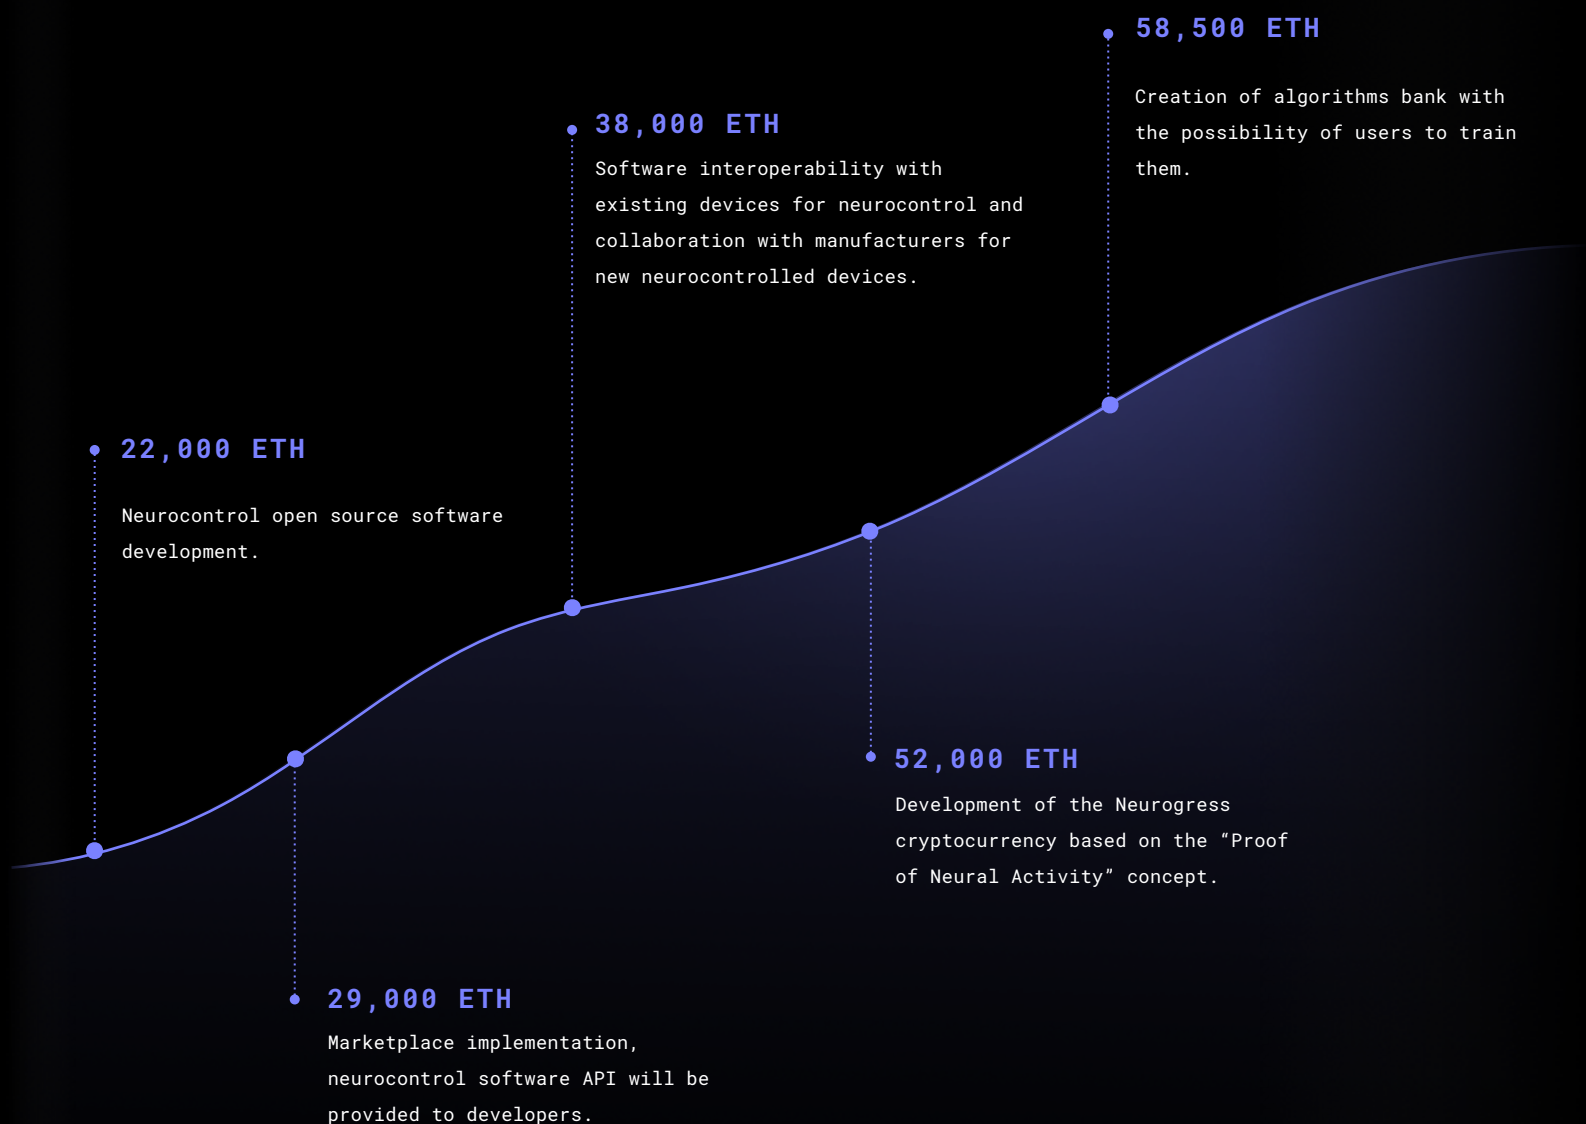 58,500 ETH
Creation of algorithms bank with
the possibility of users to train
them.
38,000 ETH
Software interoperability with
existing devices for neurocontrol and
collaboration with manufacturers for
new neurocontrolled devices.
22,000 ETH
Neurocontrol open source software
development.
52,000 ETH
Development of the Neurogress
cryptocurrency based on the “Proof
of Neural Activity” concept.
29,000 ETH
Marketplace implementation,
neurocontrol software API will be
provided to developers.